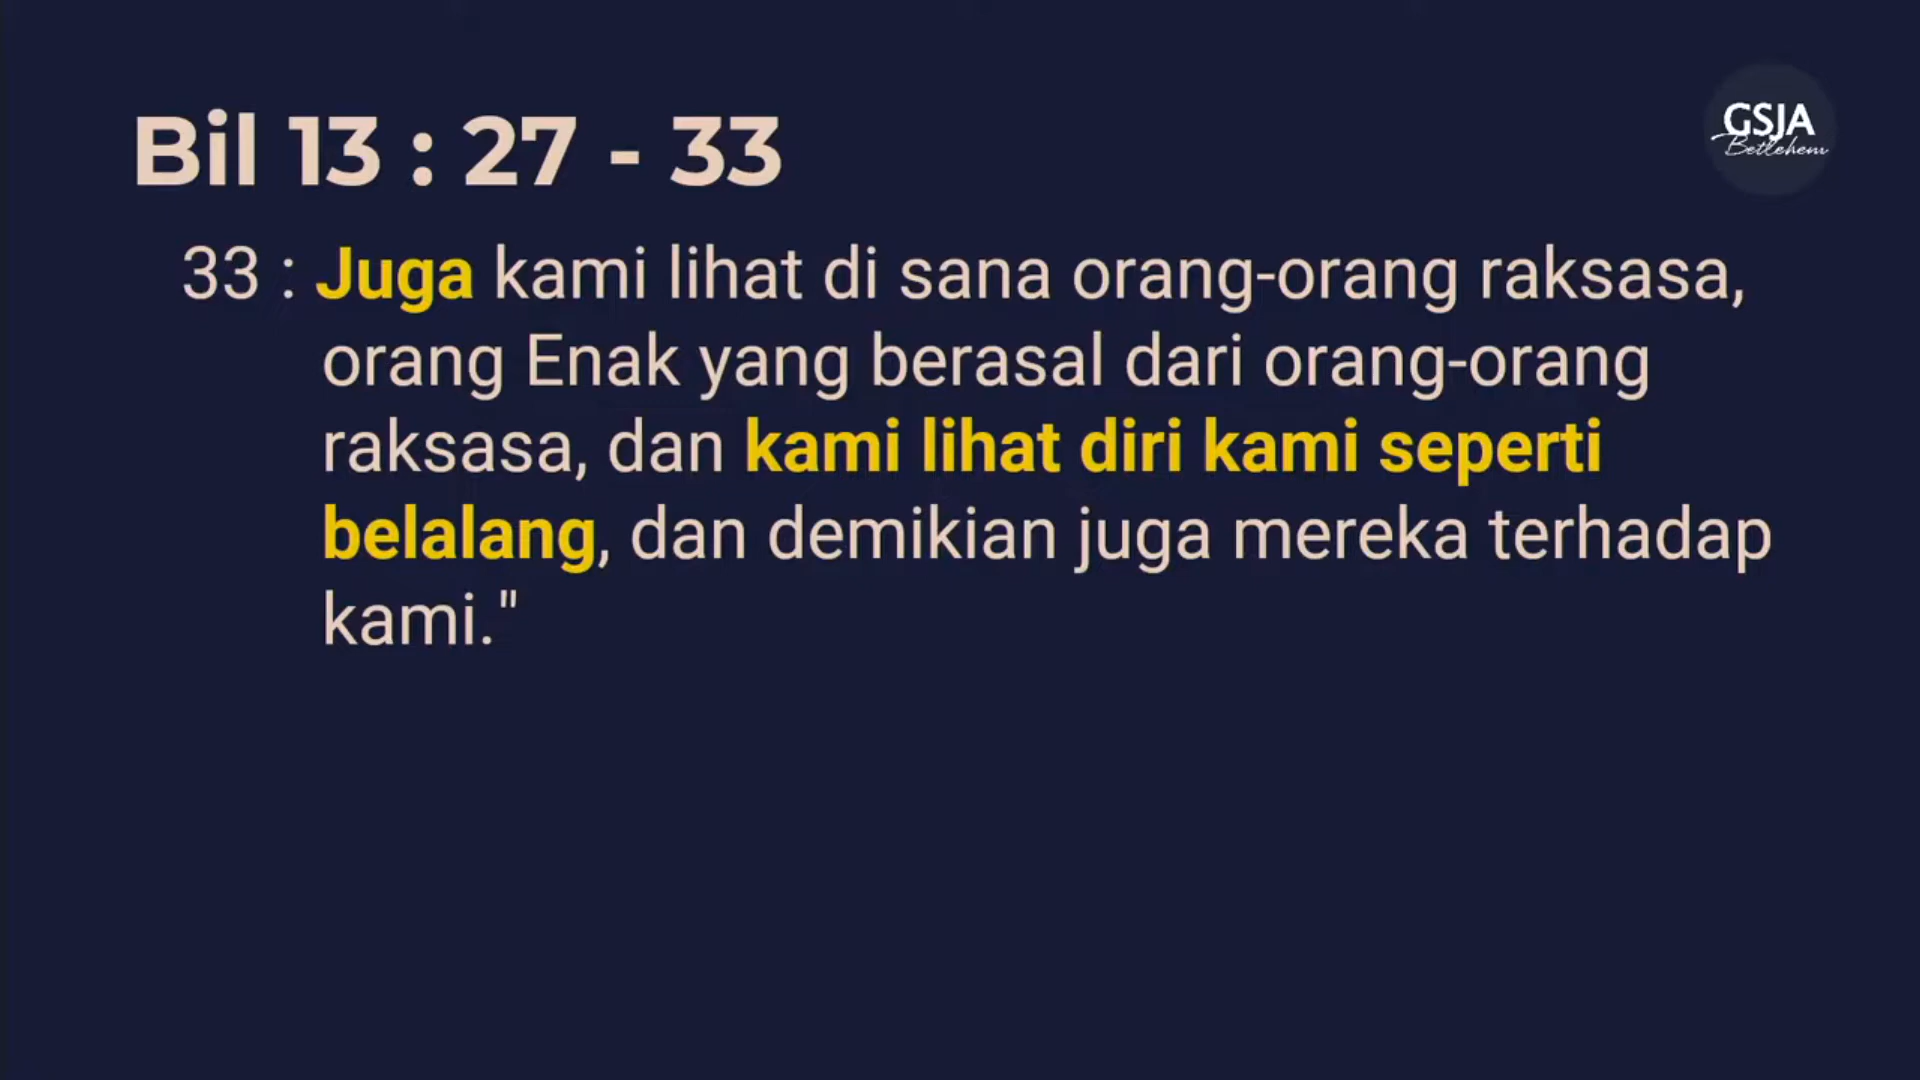 Bil 13 : 27 - 33
GSJA
Betlehem
33 : Juga kami lihat di sana orang-orang raksasa,
orang Enak yang berasal dari orang-orang
raksasa, dan kami lihat diri kami seperti
belalang, dan demikian juga mereka terhadap
kami."